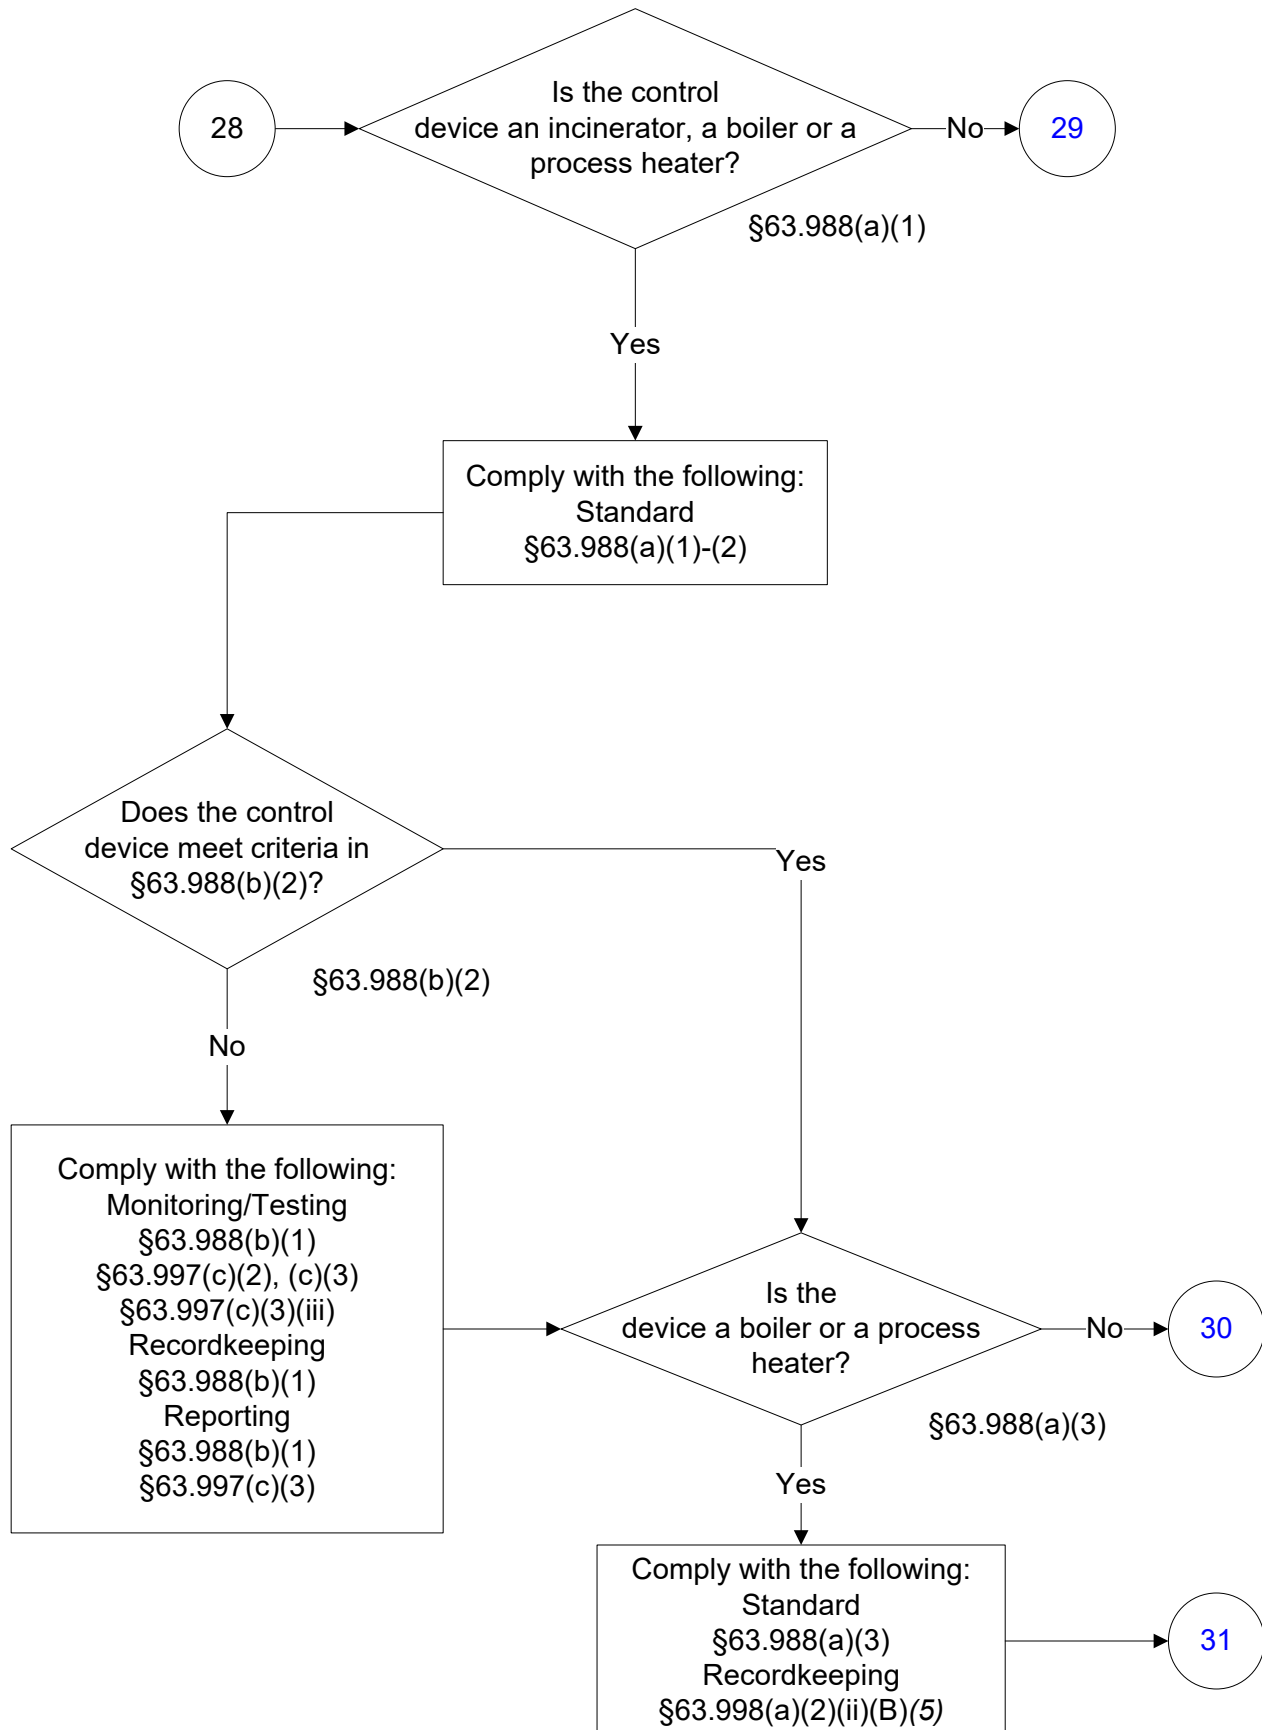 28
Is the control
device an incinerator, a boiler or a
process heater?
No
29
§63.988(a)(1)
Yes
Comply with the following:
Standard
§63.988(a)(1)-(2)
Does the control
device meet criteria in
§63.988(b)(2)?
Yes
§63.988(b)(2)
No
Comply with the following:
Monitoring/Testing
§63.988(b)(1)
§63.997(c)(2), (c)(3)
§63.997(c)(3)(iii)
Recordkeeping
§63.988(b)(1)
Reporting
§63.988(b)(1)
§63.997(c)(3)
Is the
device a boiler or a process
heater?
No
30
§63.988(a)(3)
Yes
Comply with the following:
Standard
§63.988(a)(3)
Recordkeeping
§63.998(a)(2)(ii)(B)(5)
31